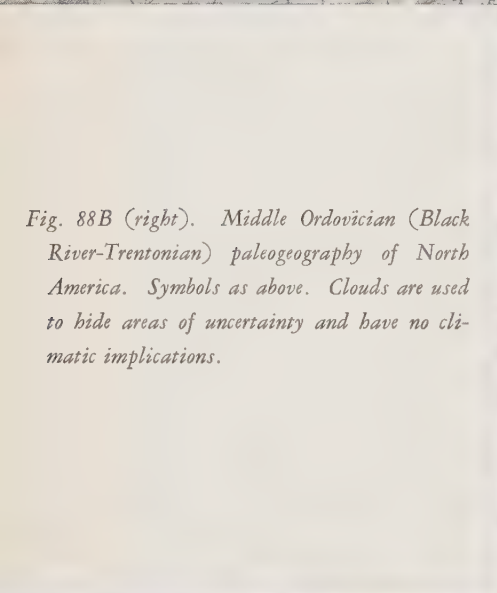 Fig. 88B (right). Middle Ordovician (Black
River-Trentonian) paleogeography of North
America. Symbols as above. Clouds are used
to hide areas of uncertainty and have no cli-
matic implications.